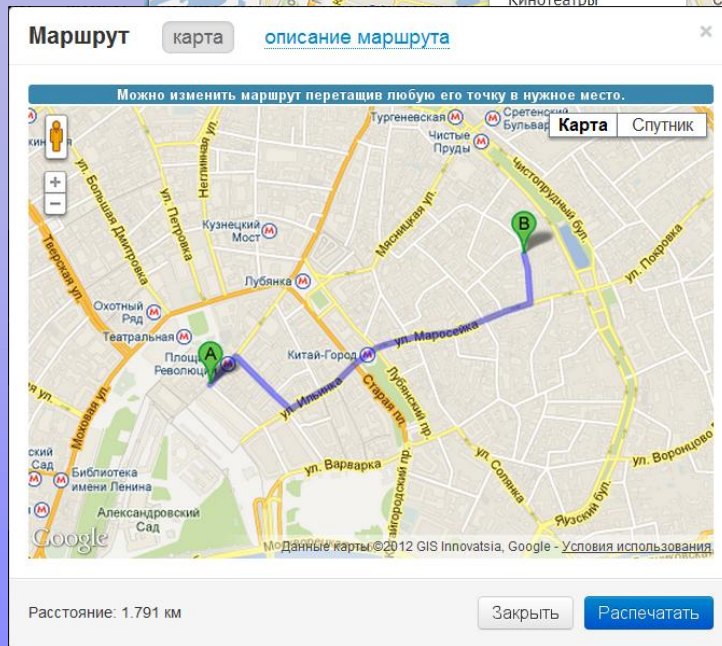 Кинотеатры
Маршрут карта описание маршрута ×
Можно изменить маршрут перетащив любую его точку в нужное место.
Тургеневская
Сретенский
Бульвар
Карта Спутник
Чистые
Пруды
Чистопрудный бул.
ул. Большая Дмитровка
ул. Петровка
Неглинная ул.
Кузнецкий
Мост
Мясницкая ул.
B
ул. Покровка
Тверская ул.
Лубянка
Охотный
Ряд
Театральная
A
Площадь
Революции
Китай-Город
ул. Маросейка
ул. Ильинка
Старая пл.
Лубянский пр.
Моховая ул.
ул. Варварка
ул. Солянка
ул. Воронцово
Сад
Библиотека
имени Ленина
Александровский
Сад
Яузский бул.
Google
Данные карты ©2012 GIS Innovatsia, Google - Условия использования
Расстояние: 1.791 км
Закрыть Распечатать